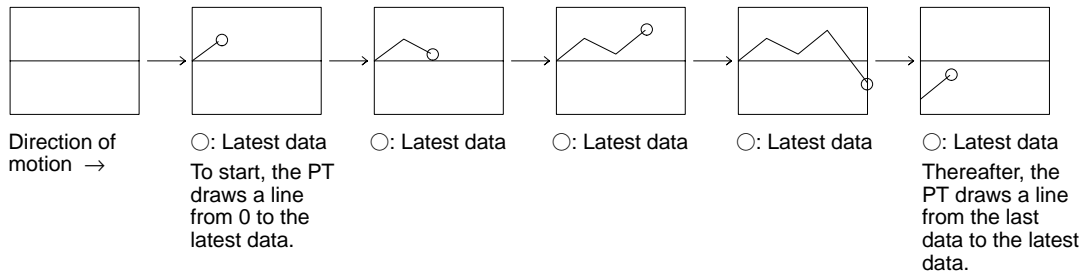 Direction of
motion →
○: Latest data
To start, the PT
draws a line
from 0 to the
latest data.
○: Latest data
○: Latest data
○: Latest data
○: Latest data
Thereafter, the
PT draws a line
from the last
data to the latest
data.